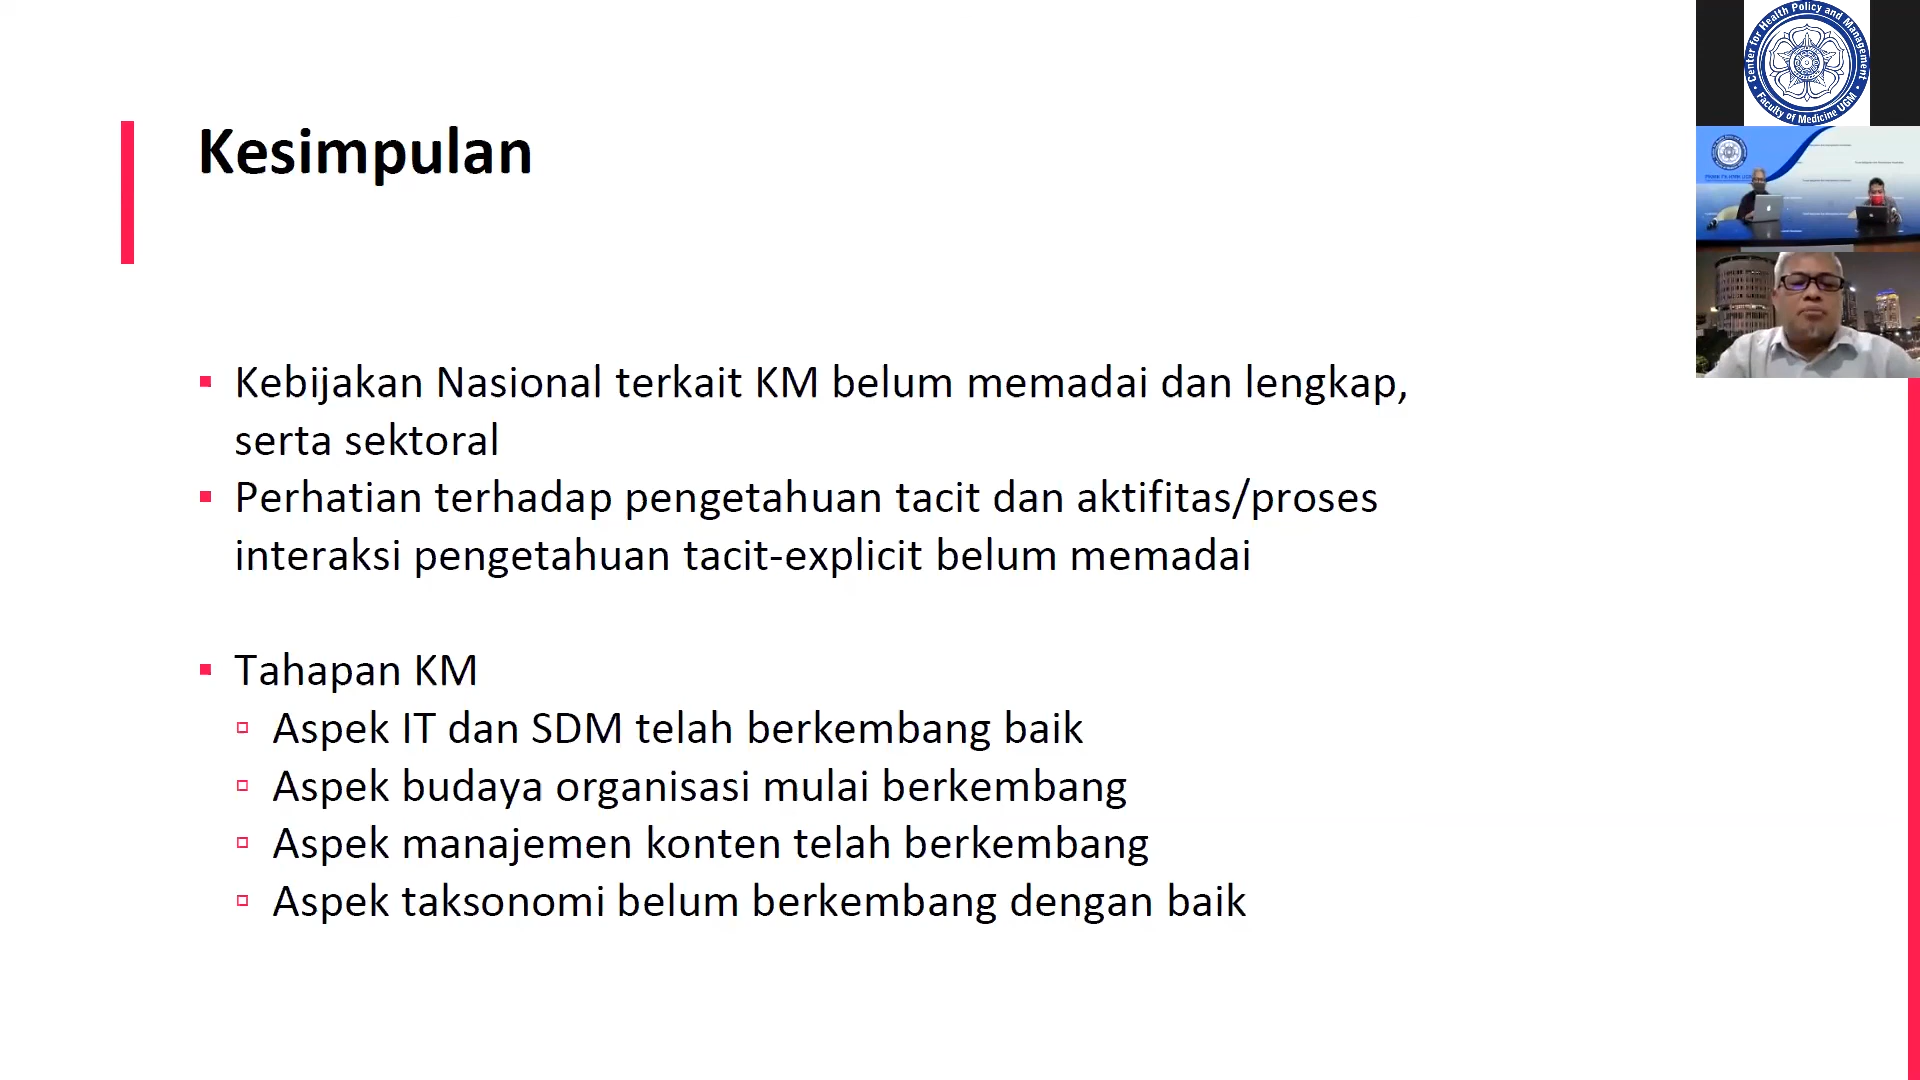 Kesimpulan
Kebijakan Nasional terkait KM belum memadai dan lengkap,
serta sektoral
Perhatian terhadap pengetahuan tacit dan aktifitas/proses
interaksi pengetahuan tacit-explicit belum memadai
Tahapan KM
Aspek IT dan SDM telah berkembang baik
Aspek budaya organisasi mulai berkembang
Aspek manajemen konten telah berkembang
Aspek taksonomi belum berkembang dengan baik
Center for Health Policy and Management
Faculty of Medicine UGM